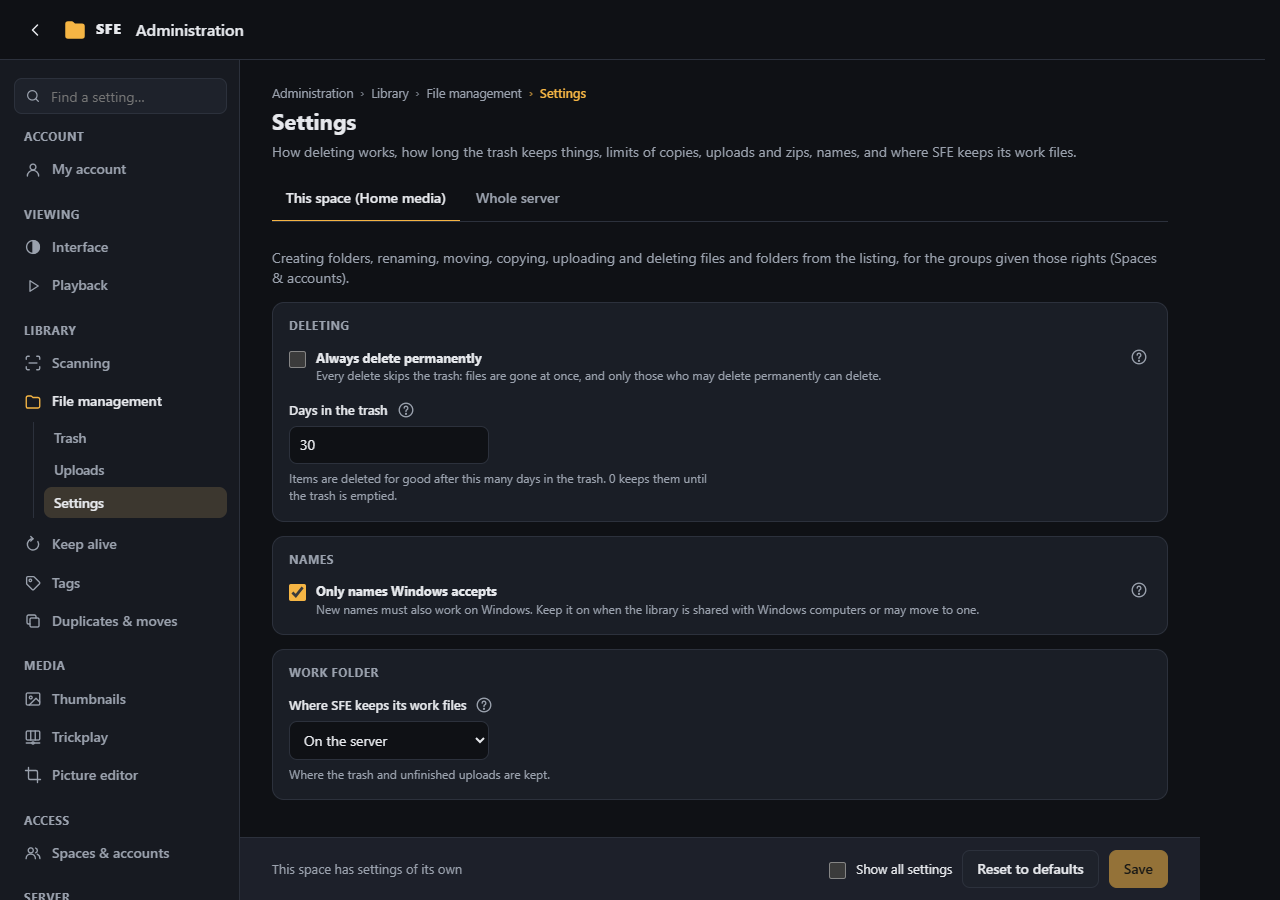 SFE Administration
Find a setting...
ACCOUNT
My account
VIEWING
Interface
Playback
LIBRARY
Scanning
File management
Trash
Uploads
Settings
Keep alive
Tags
Duplicates & moves
MEDIA
Thumbnails
Trickplay
Picture editor
ACCESS
Spaces & accounts
SERVER
Administration › Library › File management › Settings
Settings
How deleting works, how long the trash keeps things, limits of copies, uploads and zips, names, and where SFE keeps its work files.
This space (Home media) Whole server
Creating folders, renaming, moving, copying, uploading and deleting files and folders from the listing, for the groups given those rights (Spaces
& accounts).
DELETING
Always delete permanently
Every delete skips the trash: files are gone at once, and only those who may delete permanently can delete.
Days in the trash ?
30
Items are deleted for good after this many days in the trash. 0 keeps them until
the trash is emptied.
NAMES
Only names Windows accepts
New names must also work on Windows. Keep it on when the library is shared with Windows computers or may move to one.
WORK FOLDER
Where SFE keeps its work files ?
On the server
Where the trash and unfinished uploads are kept.
This space has settings of its own
Show all settings Reset to defaults Save